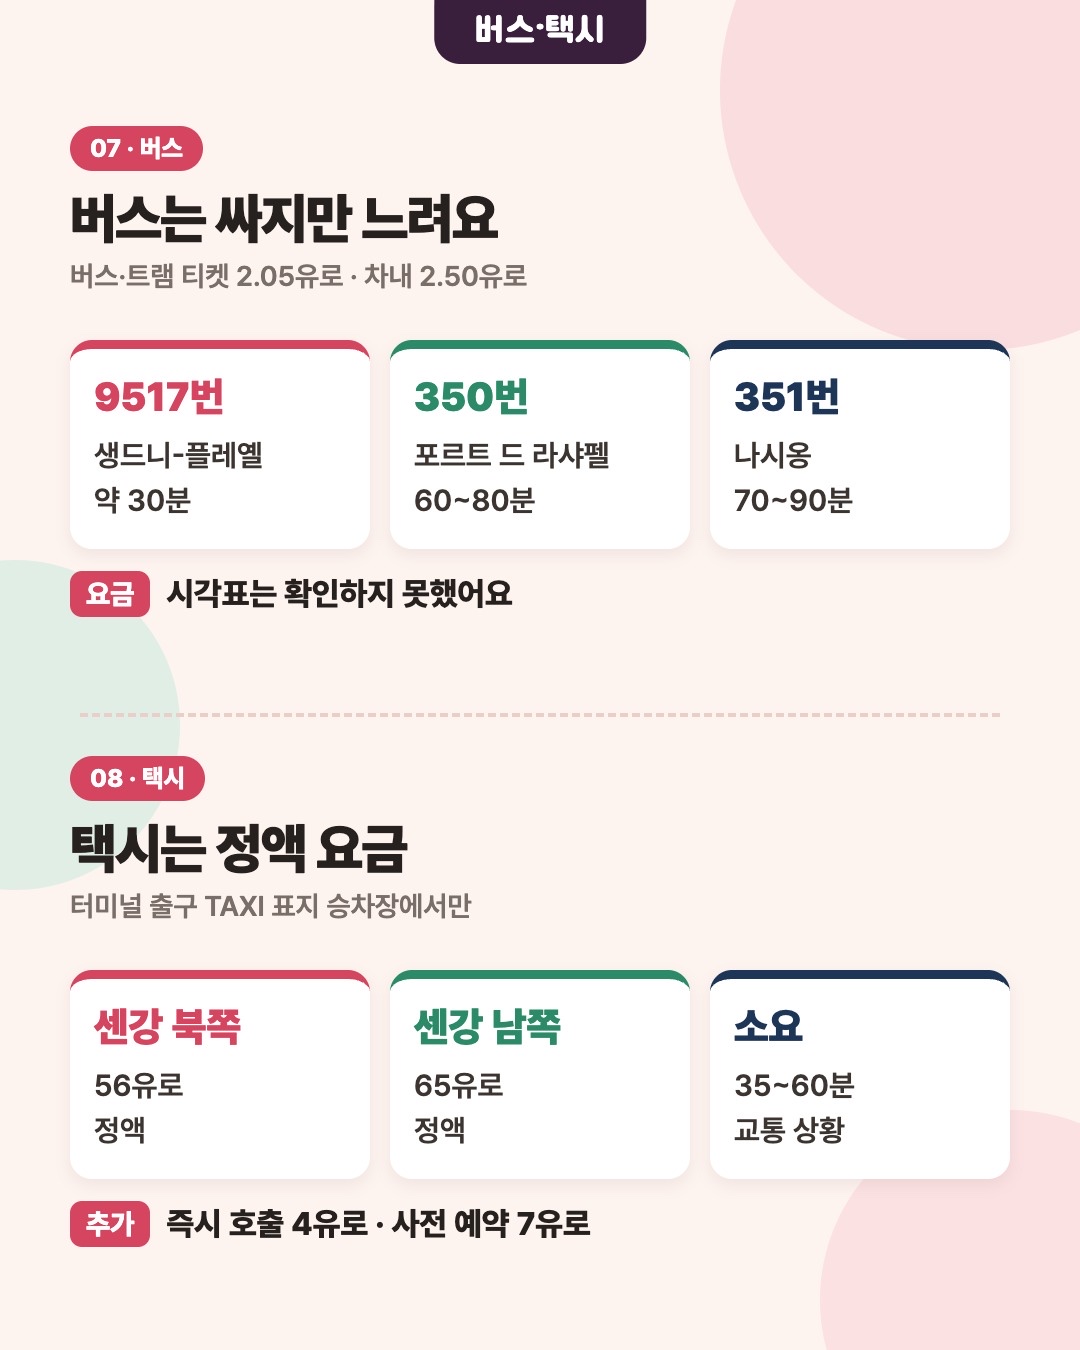 버스·택시
07 · 버스
버스는 싸지만 느려요
버스·트램 티켓 2.05유로 · 차내 2.50유로
9517번
생드니-플레옐
약 30분
350번
포르트 드 라샤펠
60~80분
351번
나시옹
70~90분
요금 시각표는 확인하지 못했어요
08 · 택시
택시는 정액 요금
터미널 출구 TAXI 표지 승차장에서만
센강 북쪽
56유로
정액
센강 남쪽
65유로
정액
소요
35~60분
교통 상황
추가 즉시 호출 4유로 · 사전 예약 7유로